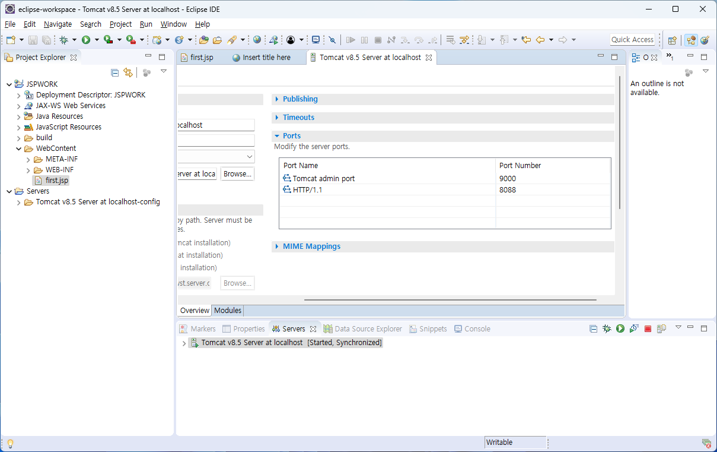 eclipse-workspace - Tomcat v8.5 Server at localhost - Eclipse IDE
File Edit Navigate Search Project Run Window Help
Quick Access
Project Explorer
first.jsp
Insert title here
Tomcat v8.5 Server at localhost
JSPWORK
Deployment Descriptor: JSPWORK
JAX-WS Web Services
Java Resources
JavaScript Resources
build
WebContent
META-INF
WEB-INF
first.jsp
Servers
Tomcat v8.5 Server at localhost-config
ocalhost
erver at loca Browse...
y path. Server must be
es.
mcat installation)
at installation)
installation)
st.server.c Browse...
Publishing
Timeouts
Ports
Modify the server ports.
Port Name Port Number
Tomcat admin port 9000
HTTP/1.1 8088
MIME Mappings
Overview Modules
O
An outline is not
available.
Markers Properties Servers Data Source Explorer Snippets Console
Tomcat v8.5 Server at localhost [Started, Synchronized]
Writable